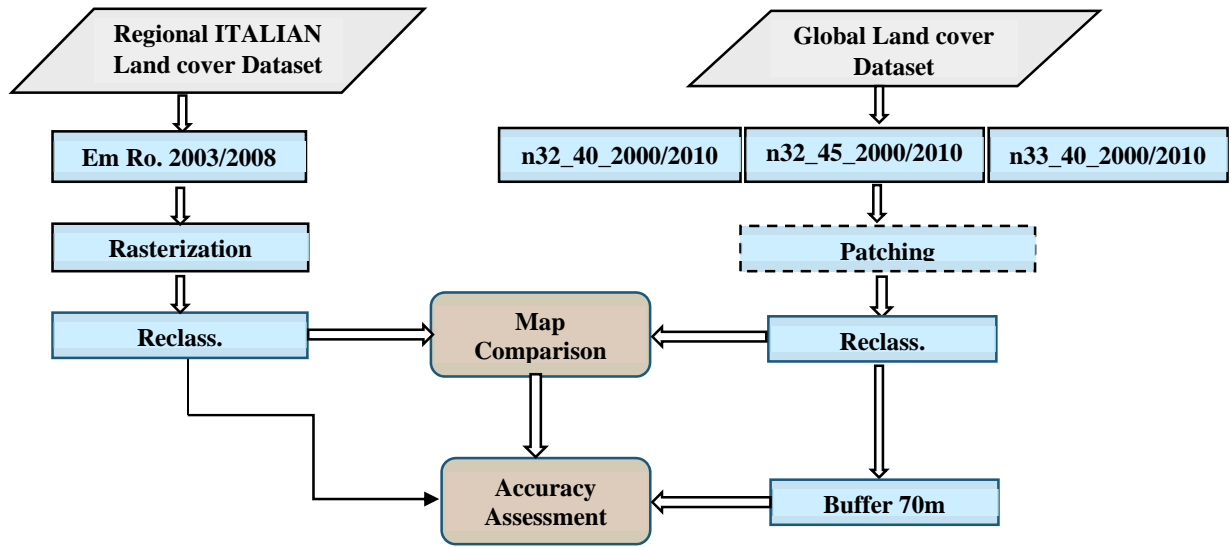 Regional ITALIAN
Land cover Dataset
Global Land cover
Dataset
Em Ro. 2003/2008
n32_40_2000/2010
n32_45_2000/2010
n33_40_2000/2010
Rasterization
Patching
Reclass.
Map
Comparison
Reclass.
Accuracy
Assessment
Buffer 70m